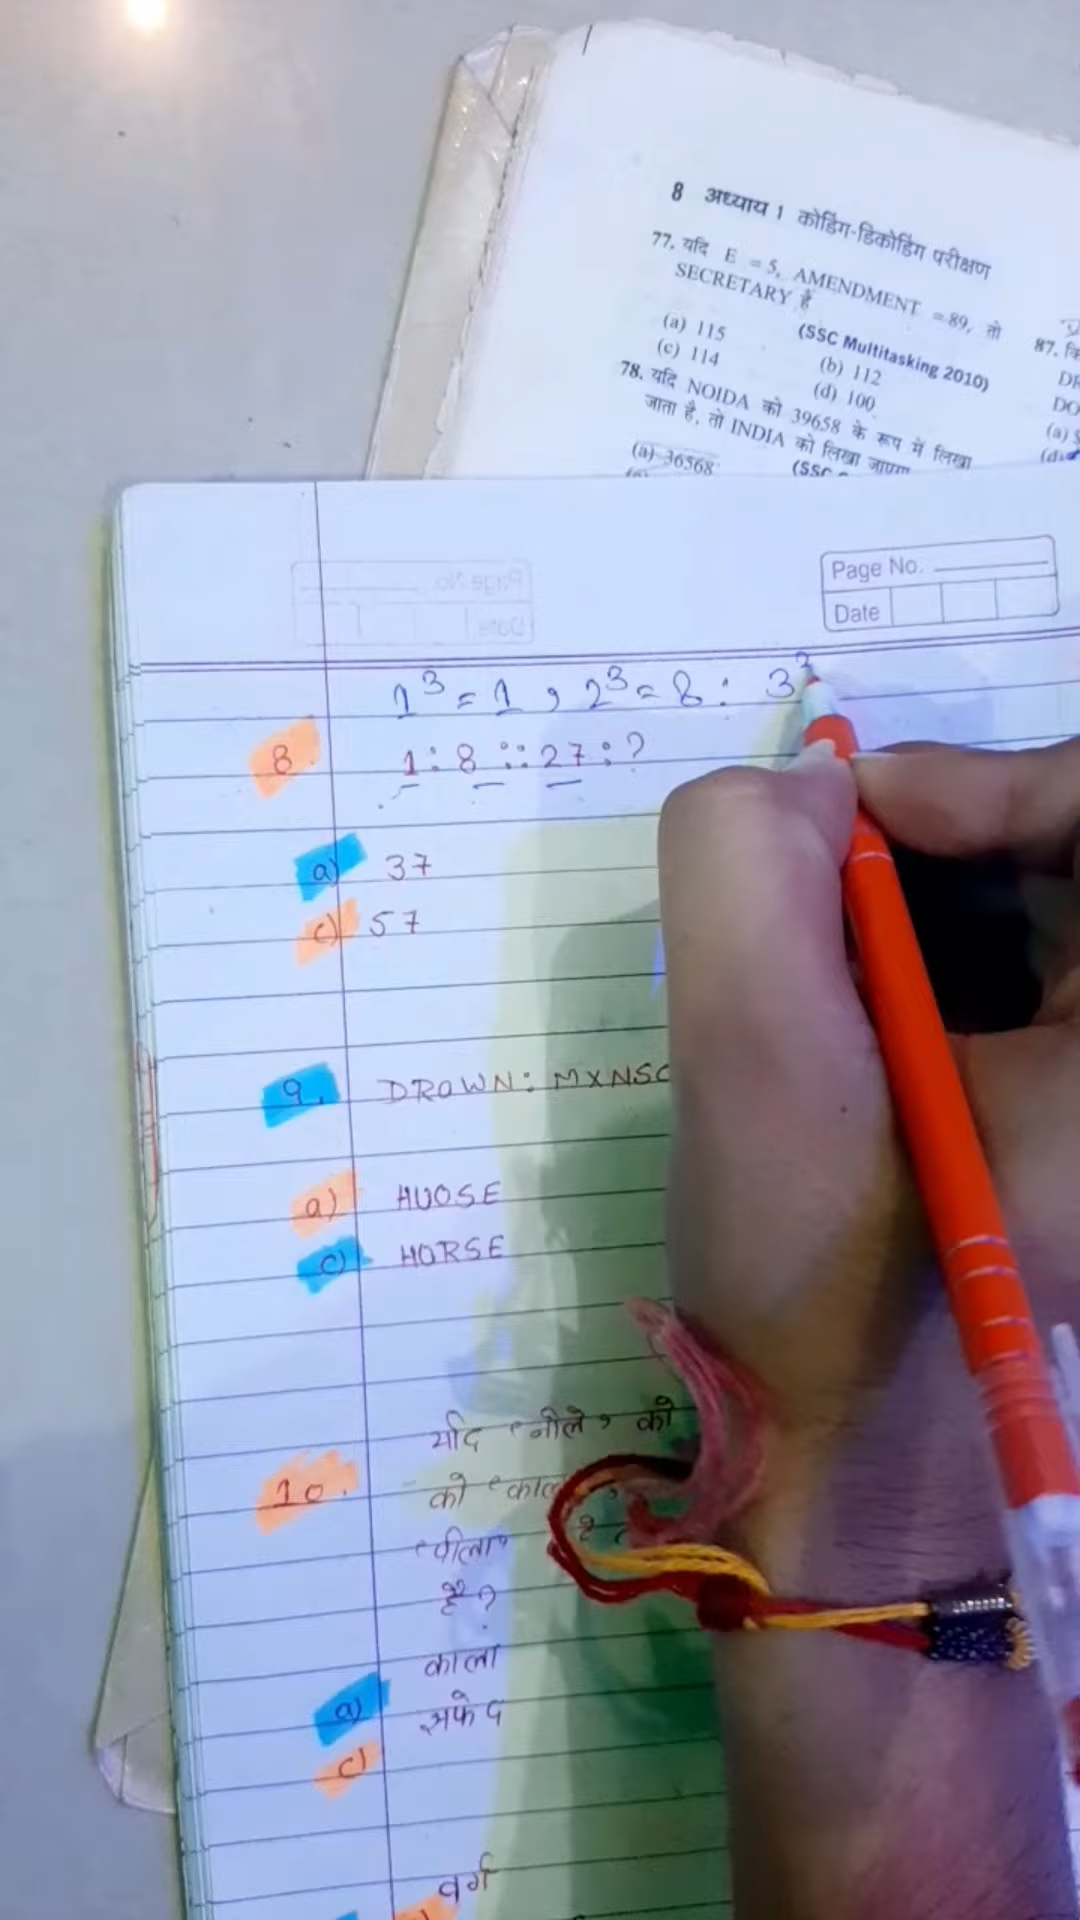 8 अध्याय 1 कोडिंग-डिकोडिंग परीक्षण
77. यदि E = 5, AMENDMENT = 89, तो
SECRETARY है
(SSC Multitasking 2010)
(a) 115
(b) 112
(c) 114
(d) 100
78. यदि NOIDA को 39658 के रूप में लिखा
जाता है, तो INDIA को लिखा जाएगा
(a) 36568
87.
Page No.
Date
1³ = 1 , 2³ = 8 : 3³
8. 1 : 8 :: 27 : ?
a) 37
c) 57
9. DRAWN : MXNSC
a) HUOSE
c) HORSE
यदि 'नीले' को
10. को
'पीला'
है ?
काला
a) सफेद
c)
वर्ग